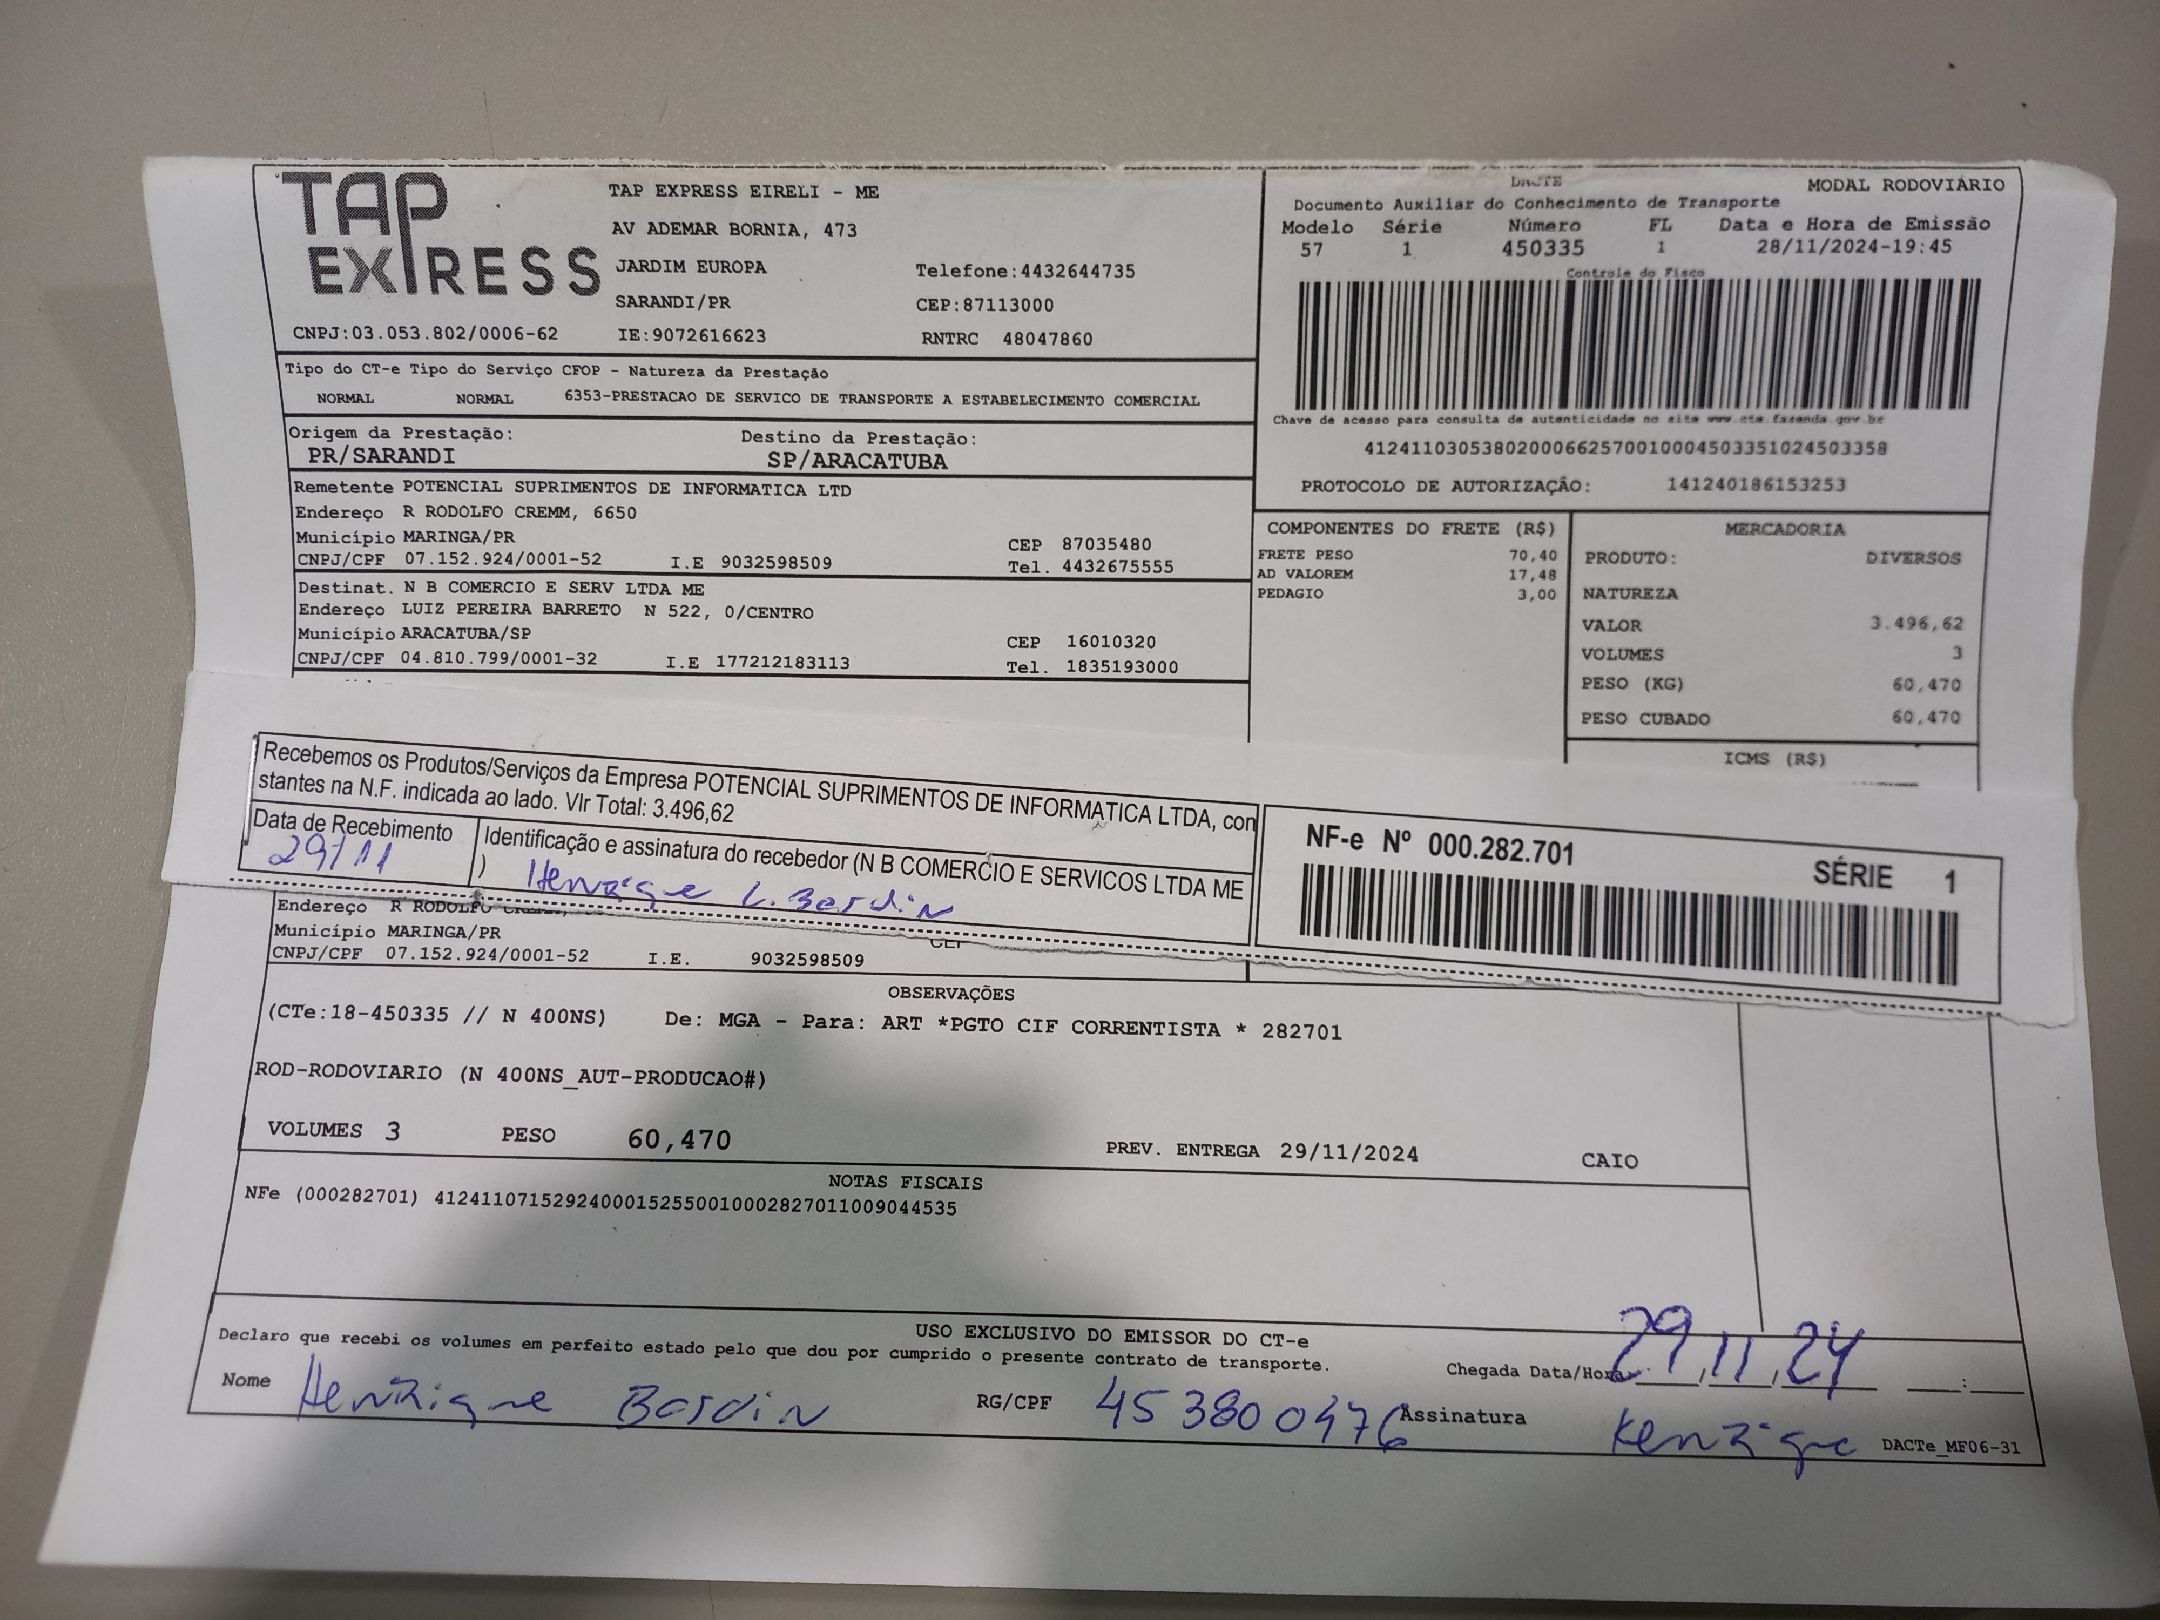 TAP EXPRESS
TAP EXPRESS EIRELI - ME
AV ADEMAR BORNIA, 473
JARDIM EUROPA Telefone:4432644735
SARANDI/PR CEP:87113000
CNPJ:03.053.802/0006-62 IE:9072616623 RNTRC 48047860
DACTE MODAL RODOVIÁRIO
Documento Auxiliar do Conhecimento de Transporte
Modelo Série Número FL Data e Hora de Emissão
57 1 450335 1 28/11/2024-19:45
Controle do Fisco
Chave de acesso para consulta de autenticidade no site www.cte.fazenda.gov.br
41241103053802000662570010004503351024503358
PROTOCOLO DE AUTORIZAÇÃO: 141240186153253
Tipo do CT-e Tipo do Serviço CFOP - Natureza da Prestação
NORMAL NORMAL 6353-PRESTACAO DE SERVICO DE TRANSPORTE A ESTABELECIMENTO COMERCIAL
Origem da Prestação: Destino da Prestação:
PR/SARANDI SP/ARACATUBA
Remetente POTENCIAL SUPRIMENTOS DE INFORMATICA LTD
Endereço R RODOLFO CREMM, 6650
Município MARINGA/PR CEP 87035480
CNPJ/CPF 07.152.924/0001-52 I.E 9032598509 Tel. 4432675555
Destinat. N B COMERCIO E SERV LTDA ME
Endereço LUIZ PEREIRA BARRETO N 522, 0/CENTRO
Município ARACATUBA/SP CEP 16010320
CNPJ/CPF 04.810.799/0001-32 I.E 177212183113 Tel. 1835193000
COMPONENTES DO FRETE (R$)
FRETE PESO 70,40
AD VALOREM 17,48
PEDAGIO 3,00
MERCADORIA
PRODUTO: DIVERSOS
NATUREZA
VALOR 3.496,62
VOLUMES 3
PESO (KG) 60,470
PESO CUBADO 60,470
ICMS (R$)
Recebemos os Produtos/Serviços da Empresa POTENCIAL SUPRIMENTOS DE INFORMATICA LTDA, con
stantes na N.F. indicada ao lado. Vlr Total: 3.496,62
Data de Recebimento
29/11
Identificação e assinatura do recebedor (N B COMERCIO E SERVICOS LTDA ME
)
Henrique L. Bordin
NF-e Nº 000.282.701
SÉRIE 1
Endereço R RODOLFO CREMM,
Município MARINGA/PR
CNPJ/CPF 07.152.924/0001-52 I.E. 9032598509
OBSERVAÇÕES
(CTe:18-450335 // N 400NS) De: MGA - Para: ART *PGTO CIF CORRENTISTA * 282701
ROD-RODOVIARIO (N 400NS_AUT-PRODUCAO#)
VOLUMES 3 PESO 60,470 PREV. ENTREGA 29/11/2024 CAIO
NOTAS FISCAIS
NFe (000282701) 41241107152924000152550010002827011009044535
USO EXCLUSIVO DO EMISSOR DO CT-e
Declaro que recebi os volumes em perfeito estado pelo que dou por cumprido o presente contrato de transporte.
Chegada Data/Hora 29,11,24 :
Nome Henrique Bordin RG/CPF 453800476 Assinatura Henrique DACTe_MF06-31